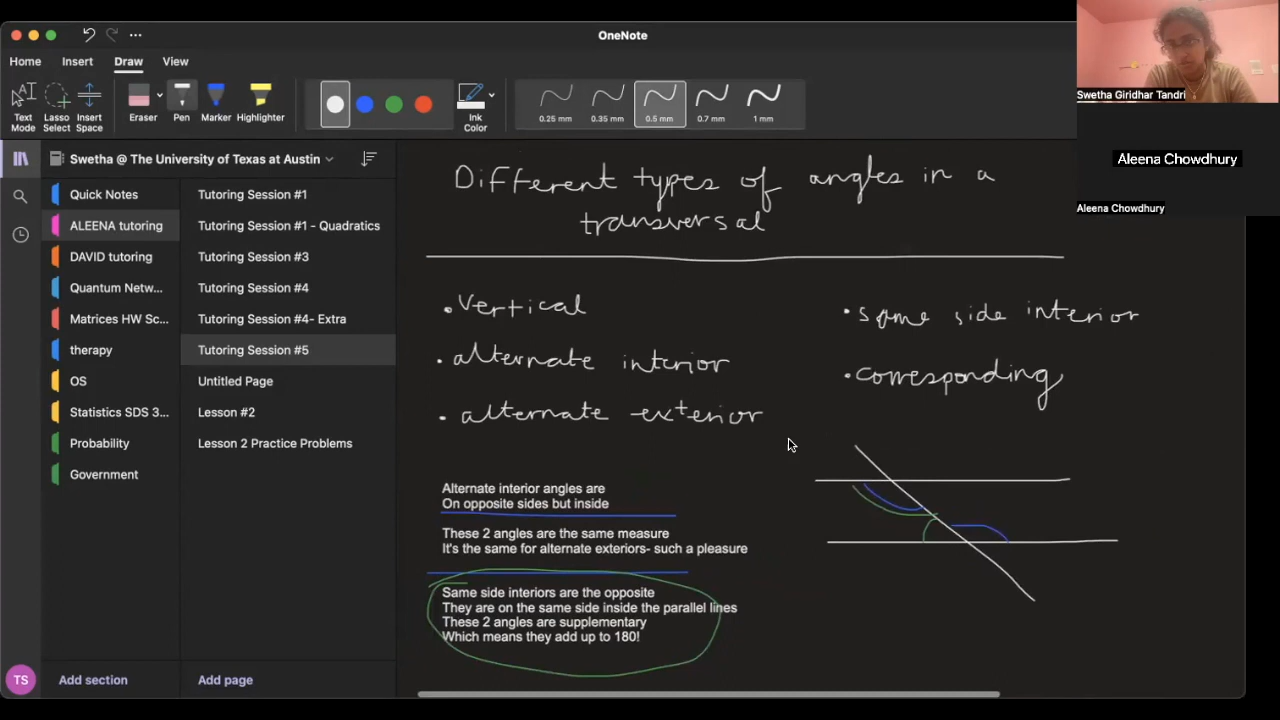 OneNote
Home
Insert
Draw
View
Text Mode
Lasso Select
Insert Space
Eraser
Pen
Marker
Highlighter
Ink Color
0.25 mm
0.35 mm
0.5 mm
0.7 mm
1 mm
Swetha Giridhar Tandri
Aleena Chowdhury
Aleena Chowdhury
Swetha @ The University of Texas at Austin
Quick Notes
ALEENA tutoring
DAVID tutoring
Quantum Netw...
Matrices HW Sc...
therapy
OS
Statistics SDS 3...
Probability
Government
Add section
TS
Tutoring Session #1
Tutoring Session #1 - Quadratics
Tutoring Session #3
Tutoring Session #4
Tutoring Session #4- Extra
Tutoring Session #5
Untitled Page
Lesson #2
Lesson 2 Practice Problems
Add page
Different types of angles in a
transversal
• Vertical
• alternate interior
• alternate exterior
• same side interior
• corresponding
Alternate interior angles are
On opposite sides but inside
These 2 angles are the same measure
It's the same for alternate exteriors- such a pleasure
Same side interiors are the opposite
They are on the same side inside the parallel lines
These 2 angles are supplementary
Which means they add up to 180!